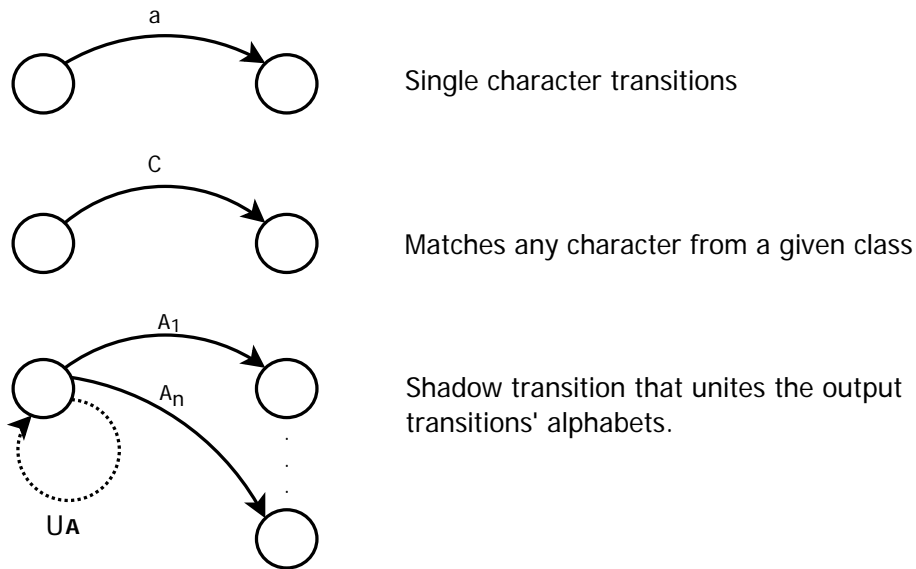 a
Single character transitions
C
Matches any character from a given class
A1
An
Shadow transition that unites the output
transitions' alphabets.
UA